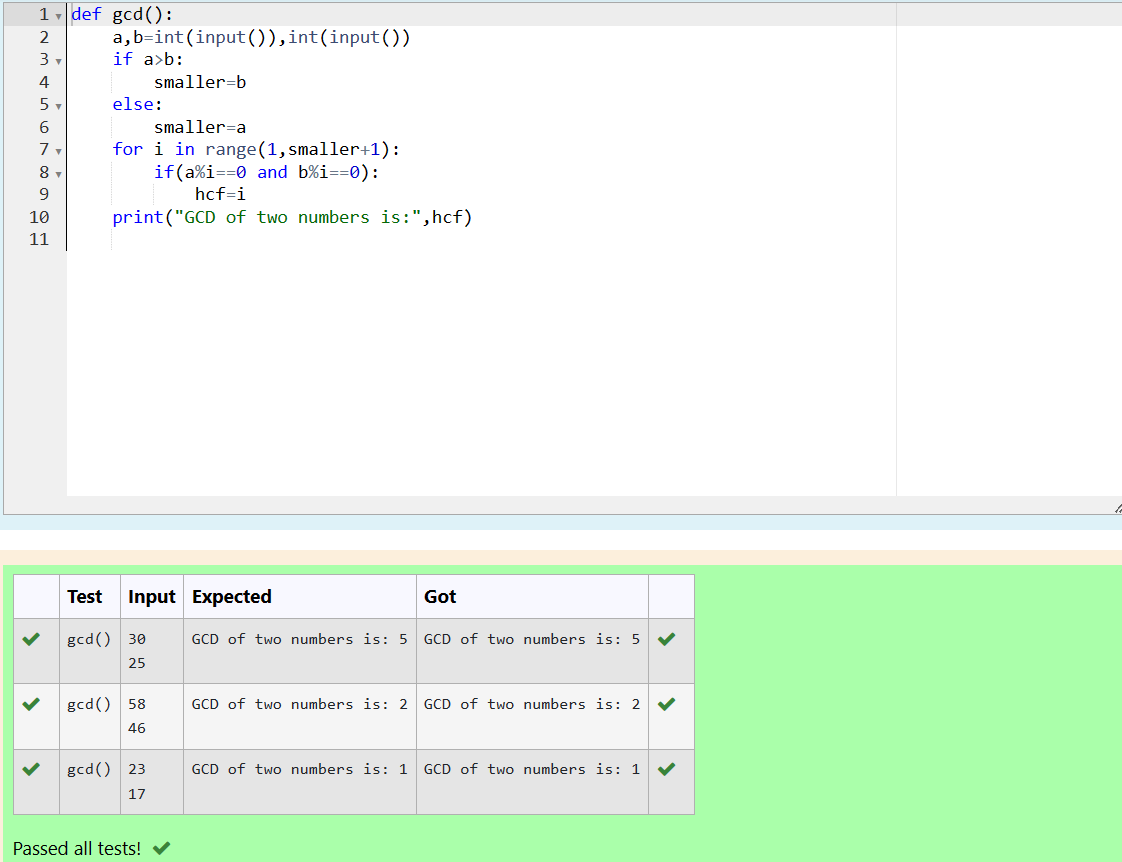 1 def gcd():
2     a,b=int(input()),int(input())
3     if a>b:
4         smaller=b
5     else:
6         smaller=a
7     for i in range(1,smaller+1):
8         if(a%i==0 and b%i==0):
9             hcf=i
10     print("GCD of two numbers is:",hcf)
11
Test Input Expected Got
gcd() 30 GCD of two numbers is: 5 GCD of two numbers is: 5
25
gcd() 58 GCD of two numbers is: 2 GCD of two numbers is: 2
46
gcd() 23 GCD of two numbers is: 1 GCD of two numbers is: 1
17
Passed all tests!